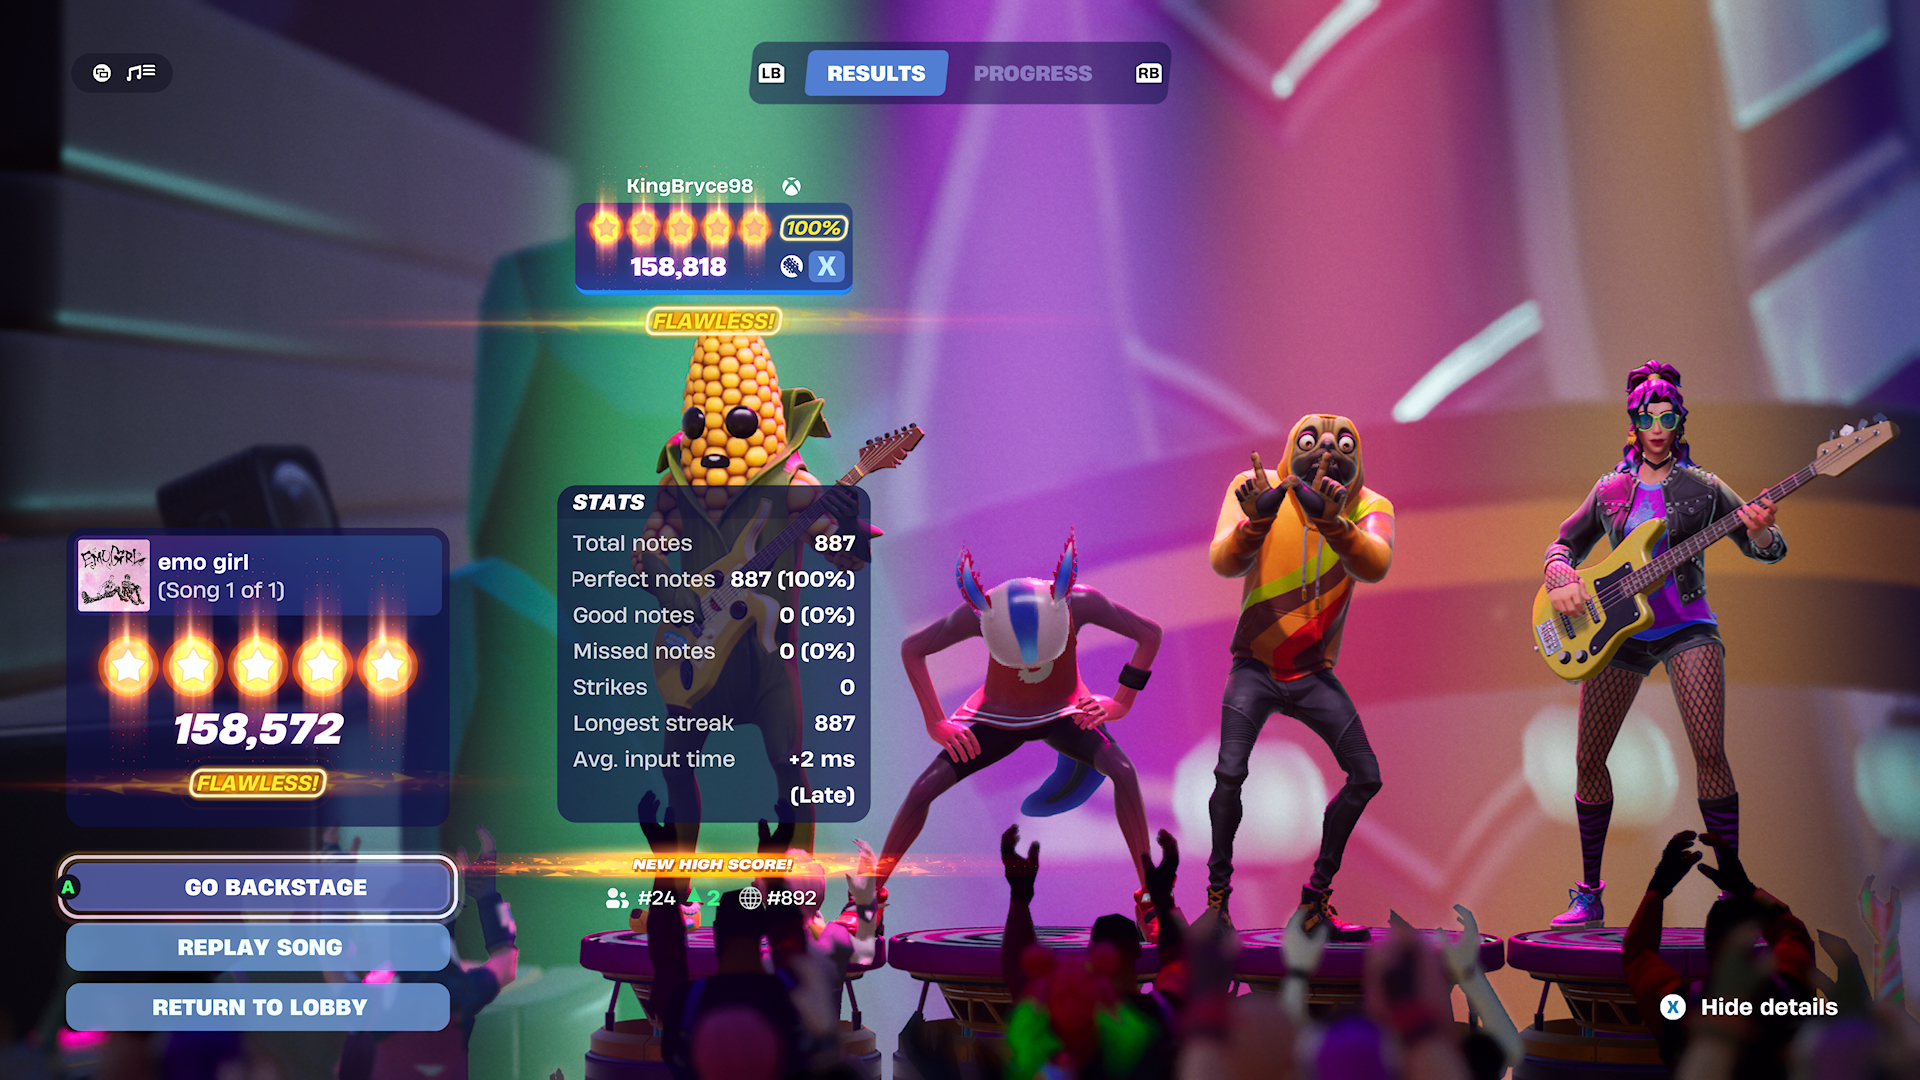 LB RESULTS PROGRESS RB
KingBryce98
100%
158,818 X
FLAWLESS!
STATS
Total notes 887
Perfect notes 887 (100%)
Good notes 0 (0%)
Missed notes 0 (0%)
Strikes 0
Longest streak 887
Avg. input time +2 ms
(Late)
NEW HIGH SCORE!
#24 2 #892
EMO GIRL
emo girl
(Song 1 of 1)
158,572
FLAWLESS!
A GO BACKSTAGE
REPLAY SONG
RETURN TO LOBBY
X Hide details